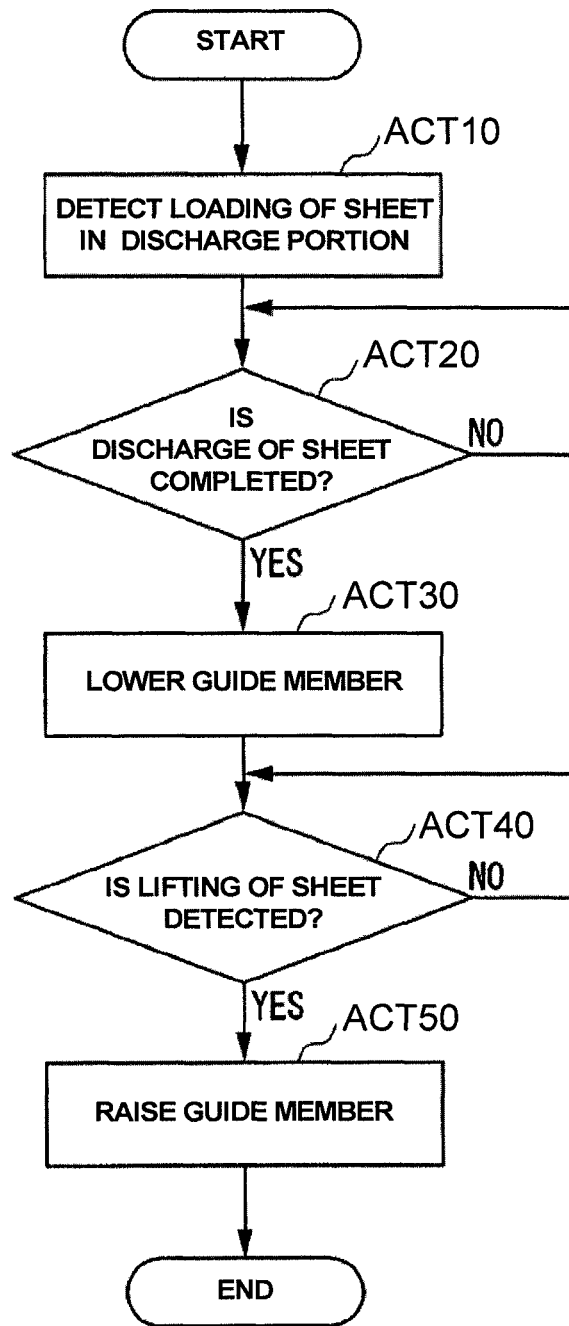 START
ACT10
DETECT LOADING OF SHEET
IN DISCHARGE PORTION
ACT20
IS
DISCHARGE OF SHEET
COMPLETED?
NO
YES
ACT30
LOWER GUIDE MEMBER
ACT40
IS LIFTING OF SHEET
DETECTED?
NO
YES
ACT50
RAISE GUIDE MEMBER
END